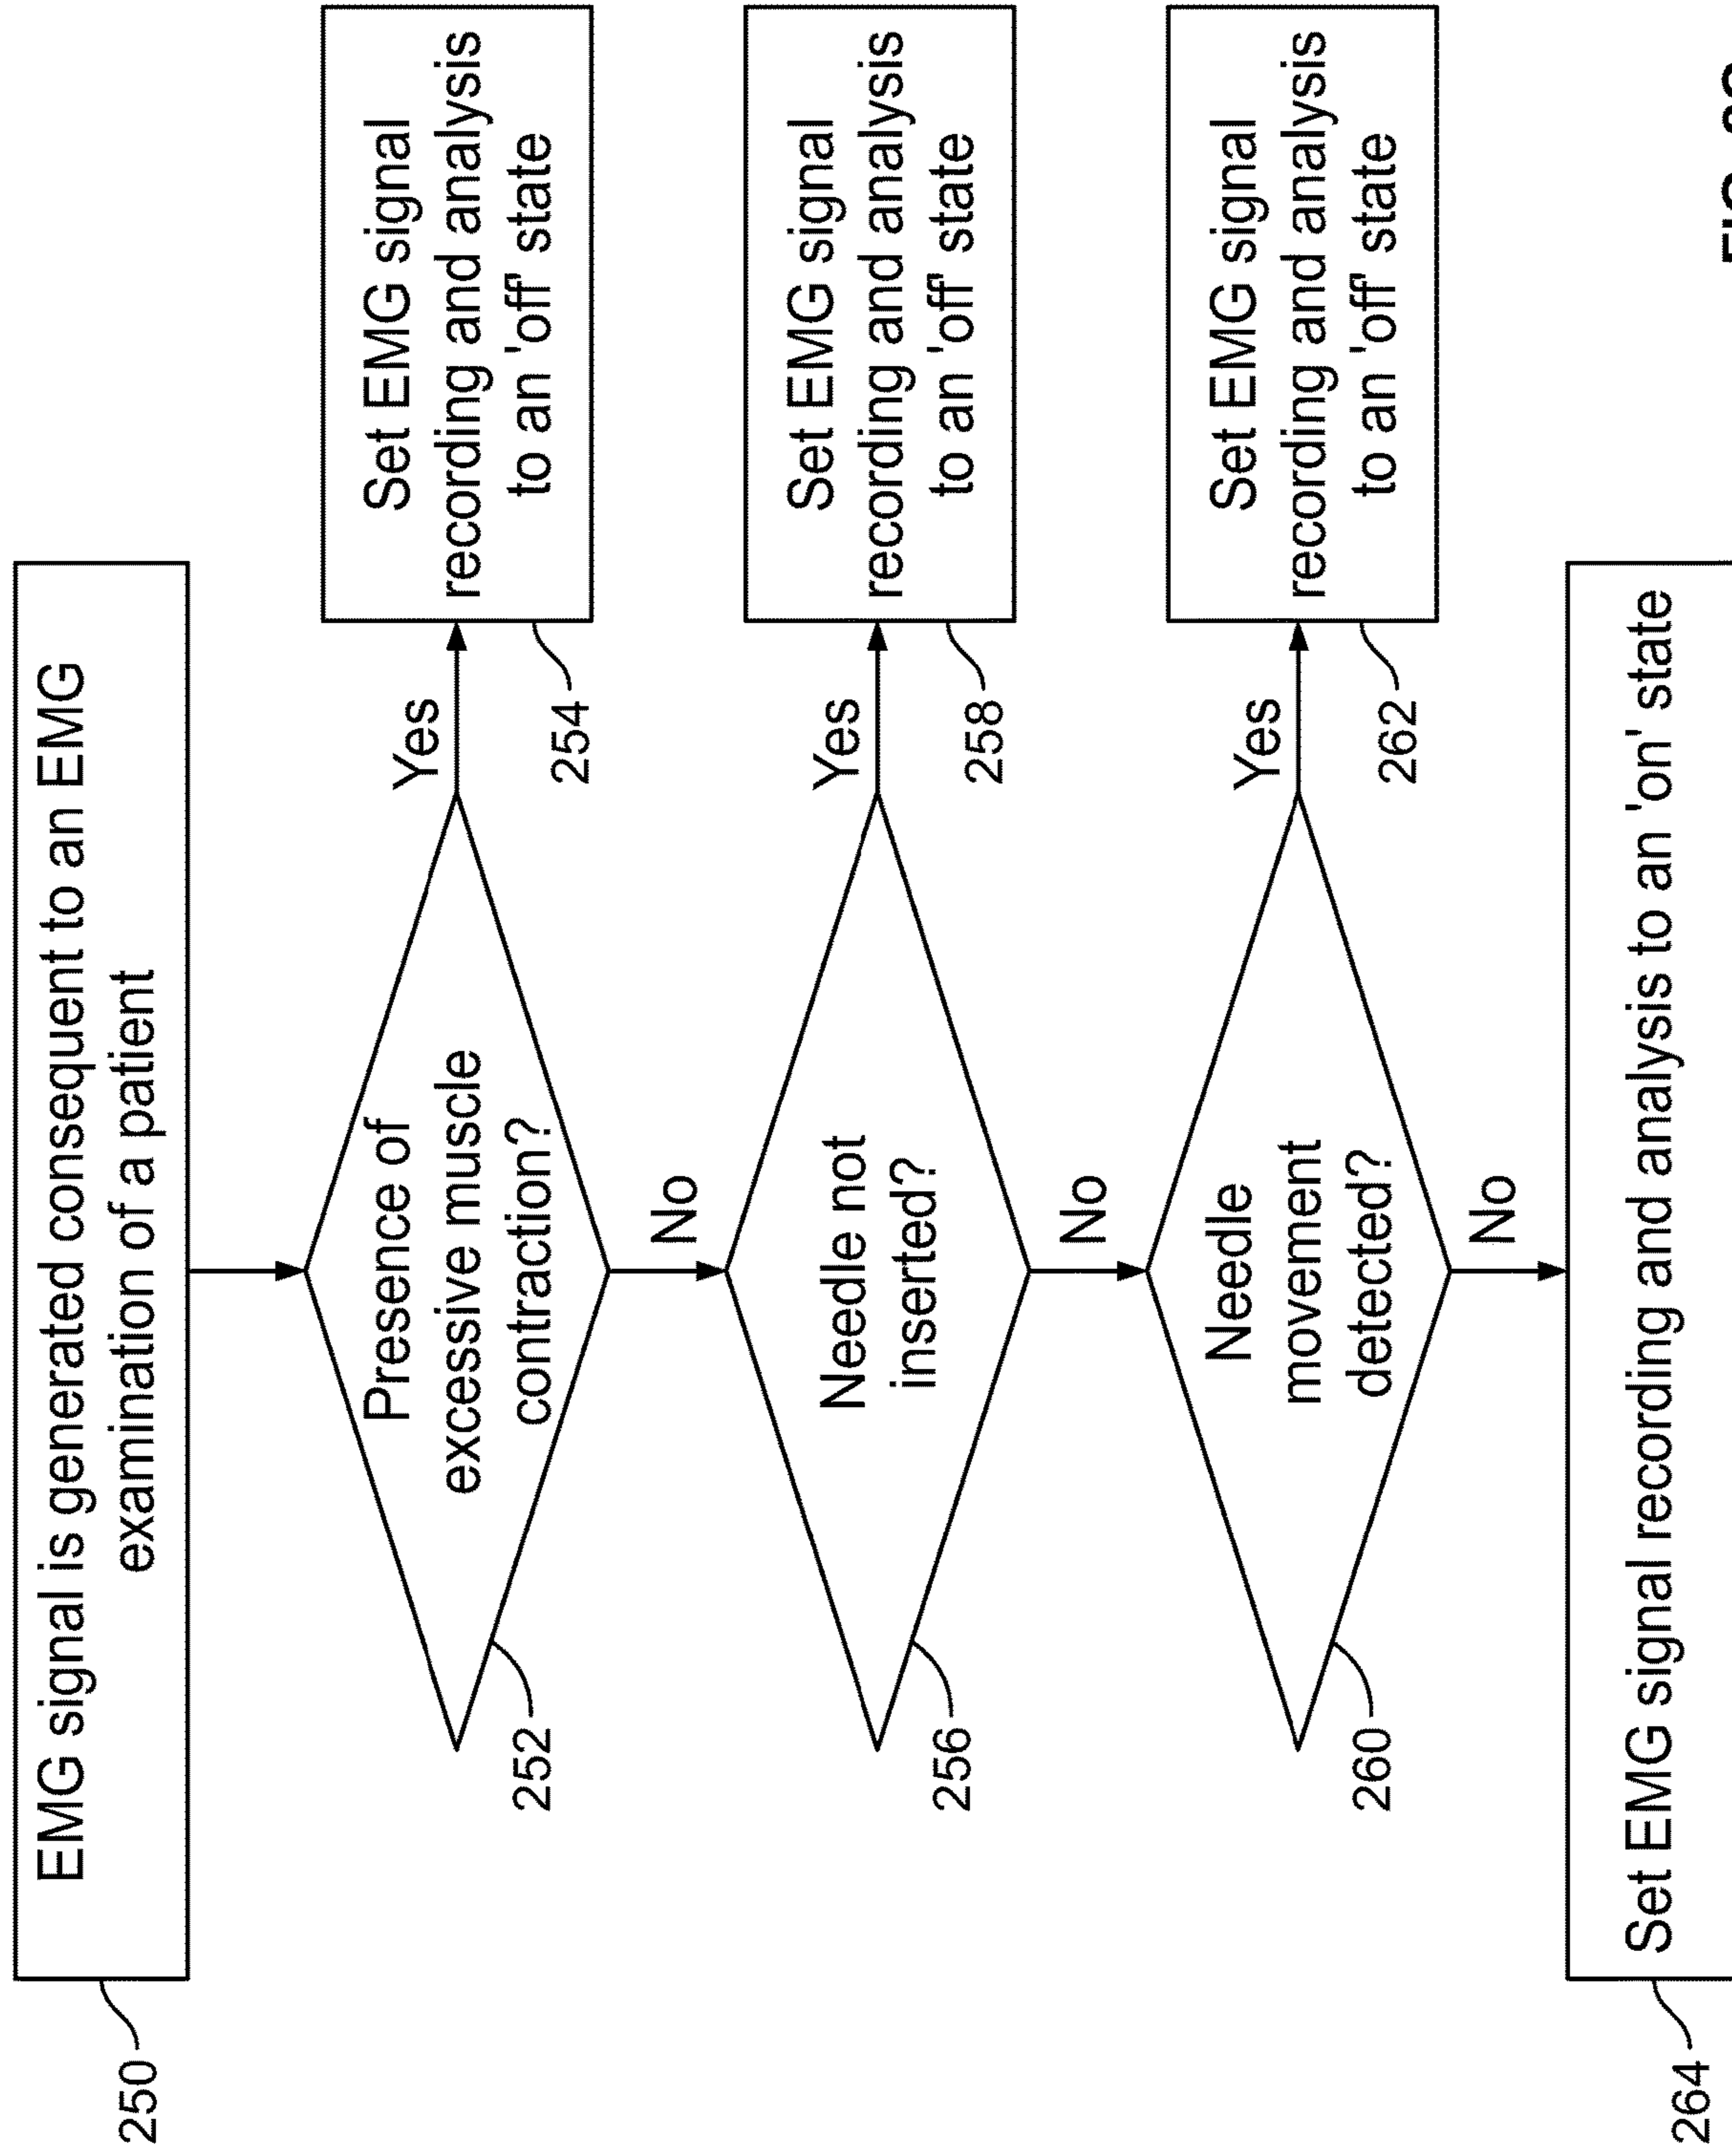 250
EMG signal is generated consequent to an EMG
examination of a patient
252
Presence of
excessive muscle
contraction?
Yes
254
Set EMG signal
recording and analysis
to an 'off' state
No
256
Needle not
inserted?
Yes
258
Set EMG signal
recording and analysis
to an 'off' state
No
260
Needle
movement
detected?
Yes
262
Set EMG signal
recording and analysis
to an 'off' state
No
264
Set EMG signal recording and analysis to an 'on' state